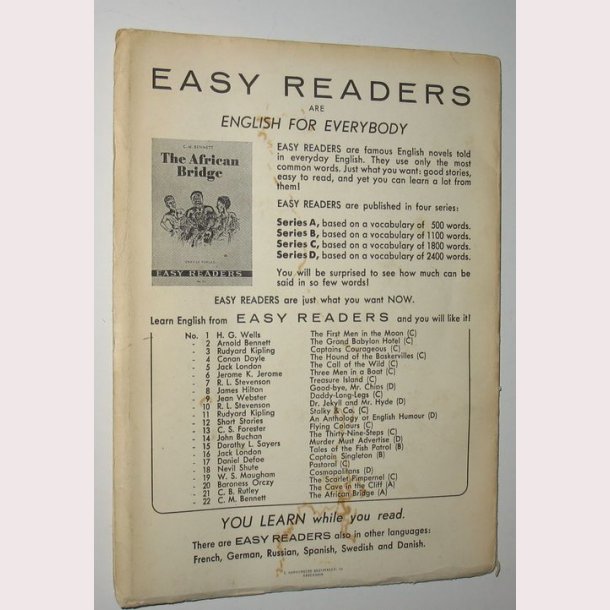 EASY READERS
ARE
ENGLISH FOR EVERYBODY
C. M. BENNETT
The African
Bridge
EASY READERS
EASY READERS are famous English novels told
in everyday English. They use only the most
common words. Just what you want: good stories,
easy to read, and yet you can learn a lot from
them!
EASY READERS are published in four series:
Series A, based on a vocabulary of 500 words.
Series B, based on a vocabulary of 1100 words.
Series C, based on a vocabulary of 1800 words.
Series D, based on a vocabulary of 2400 words.
You will be surprised to see how much can be
said in so few words!
EASY READERS are just what you want NOW.
Learn English from EASY READERS and you will like it!
No. 1 H. G. Wells The First Men in the Moon (C)
- 2 Arnold Bennett The Grand Babylon Hotel (C)
- 3 Rudyard Kipling Captains Courageous (C)
- 4 Conan Doyle The Hound of the Baskervilles (C)
- 5 Jack London The Call of the Wild (C)
- 6 Jerome K. Jerome Three Men in a Boat (C)
- 7 R. L. Stevenson Treasure Island (C)
- 8 James Hilton Good-bye, Mr. Chips (D)
- 9 Jean Webster Daddy-Long-Legs (C)
- 10 R. L. Stevenson Dr. Jekyll and Mr. Hyde (D)
- 11 Rudyard Kipling Stalky & Co. (C)
- 12 Short Stories An Anthology of English Humour (D)
- 13 C. S. Forester Flying Colours (C)
- 14 John Buchan The Thirty-Nine-Steps (C)
- 15 Dorothy L. Sayers Murder Must Advertise (D)
- 16 Jack London Tales of the Fish Patrol (B)
- 17 Daniel Defoe Captain Singleton (B)
- 18 Nevil Shute Pastoral (C)
- 19 W. S. Maugham Cosmopolitans (D)
- 20 Baroness Orczy The Scarlet Pimpernel (C)
- 21 C. B. Rutley The Cave in the Cliff (A)
- 22 C. M. Bennett The African Bridge (A)
YOU LEARN while you read.
There are EASY READERS also in other languages:
French, German, Russian, Spanish, Swedish and Danish.